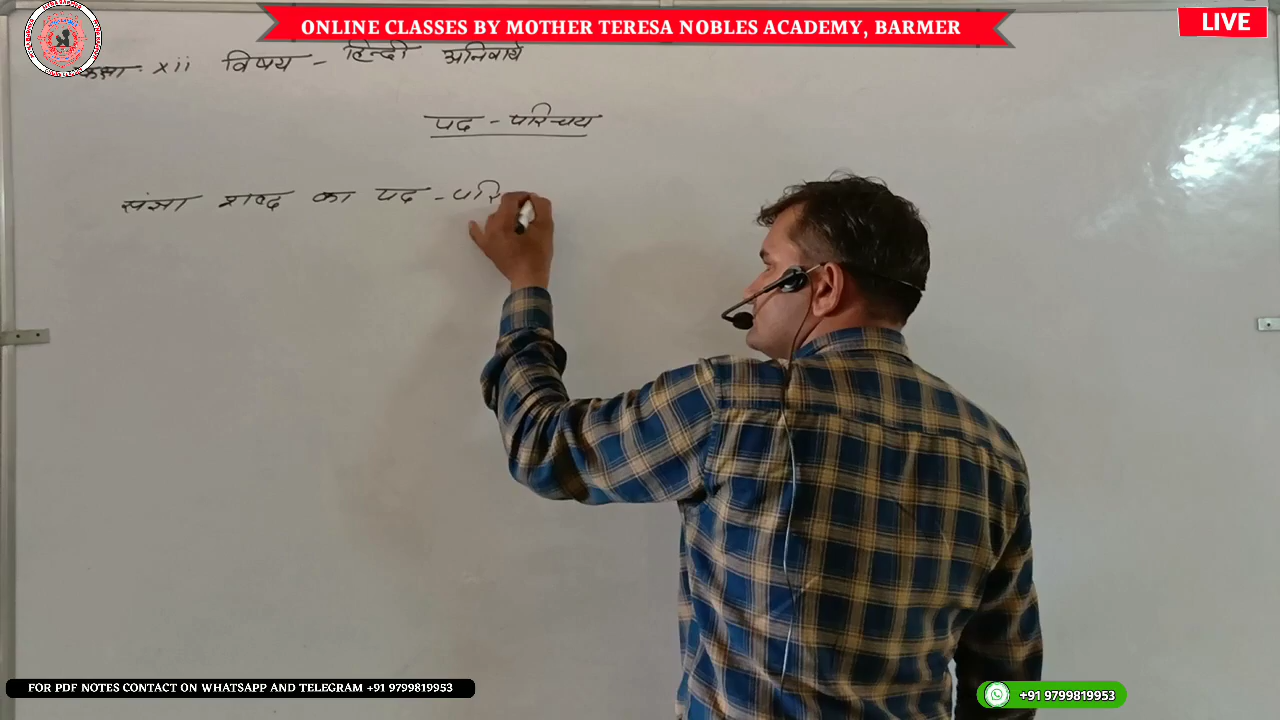 ONLINE CLASSES BY MOTHER TERESA NOBLES ACADEMY, BARMER
LIVE
कक्षा - xii विषय - हिन्दी अनिवार्य
पद - परिचय
संज्ञा शब्द का पद - परि
FOR PDF NOTES CONTACT ON WHATSAPP AND TELEGRAM +91 9799819953
+91 9799819953